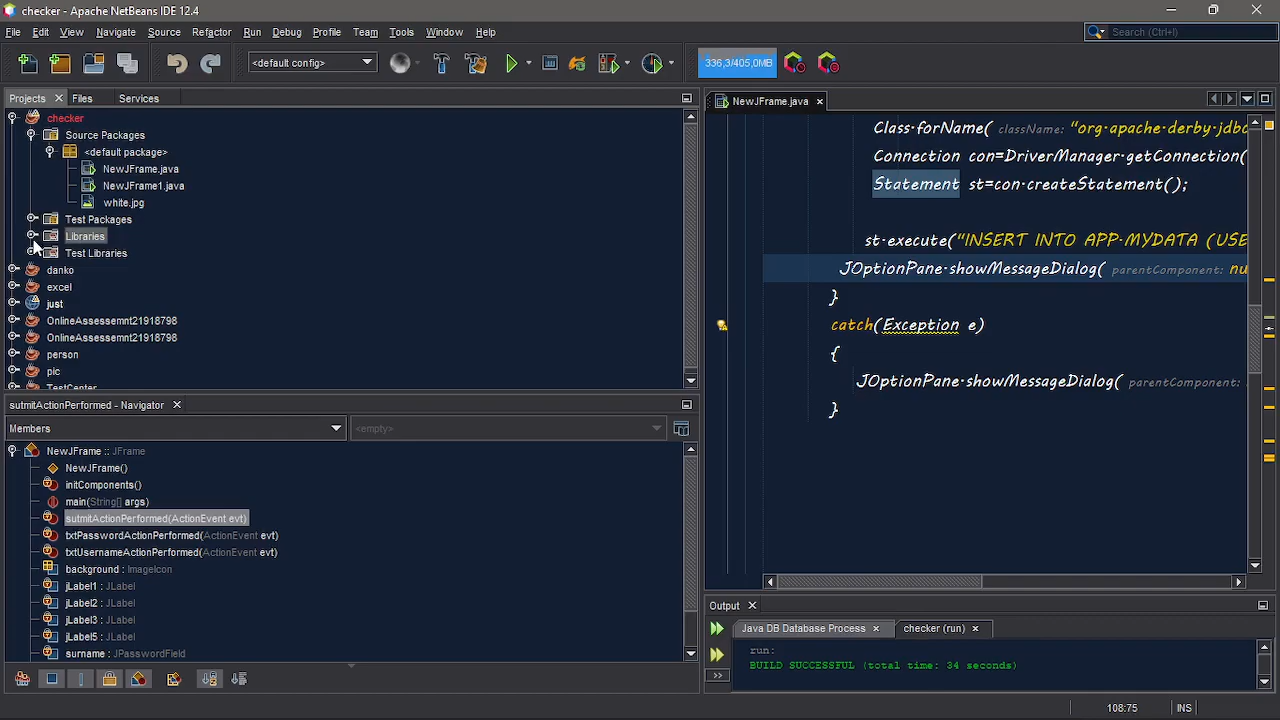 checker - Apache NetBeans IDE 12.4
File Edit View Navigate Source Refactor Run Debug Profile Team Tools Window Help
Search (Ctrl+I)
<default config>
336,3/405,0MB
Projects Files Services
NewJFrame.java
checker
Source Packages
<default package>
NewJFrame.java
NewJFrame1.java
white.jpg
Test Packages
Libraries
Test Libraries
danko
excel
just
OnlineAssessemnt21918798
OnlineAssessemnt21918798
person
pic
TestCenter
Class.forName( className: "org.apache.derby.jdbc
Connection con=DriverManager.getConnection(
Statement st=con.createStatement();
st.execute("INSERT INTO APP.MYDATA (USE
JOptionPane.showMessageDialog( parentComponent: nu
}
catch(Exception e)
{
JOptionPane.showMessageDialog( parentComponent:
}
sutmitActionPerformed - Navigator
Members
<empty>
NewJFrame :: JFrame
NewJFrame()
initComponents()
main(String[] args)
sutmitActionPerformed(ActionEvent evt)
txtPasswordActionPerformed(ActionEvent evt)
txtUsernameActionPerformed(ActionEvent evt)
background : ImageIcon
jLabel1 : JLabel
jLabel2 : JLabel
jLabel3 : JLabel
jLabel5 : JLabel
surname : JPasswordField
Output
Java DB Database Process
checker (run)
run:
BUILD SUCCESSFUL (total time: 34 seconds)
108:75
INS